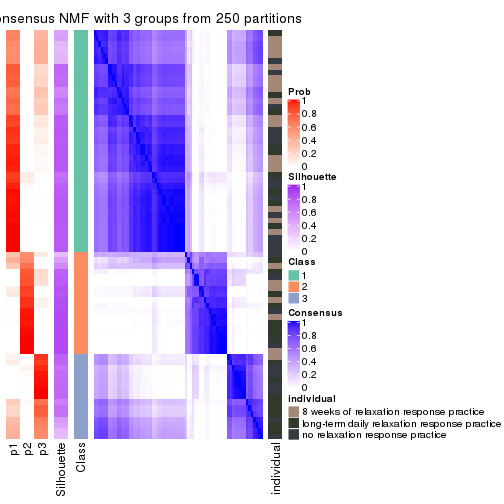 onsensus NMF with 3 groups from 250 partitions
Prob
1
0.8
0.6
0.4
0.2
0
Silhouette
1
0.8
0.6
0.4
0.2
0
Class
1
2
3
Consensus
1
0.8
0.6
0.4
0.2
0
individual
8 weeks of relaxation response practice
long-term daily relaxation response practice
no relaxation response practice
p1
p2
p3
Silhouette
Class
individual